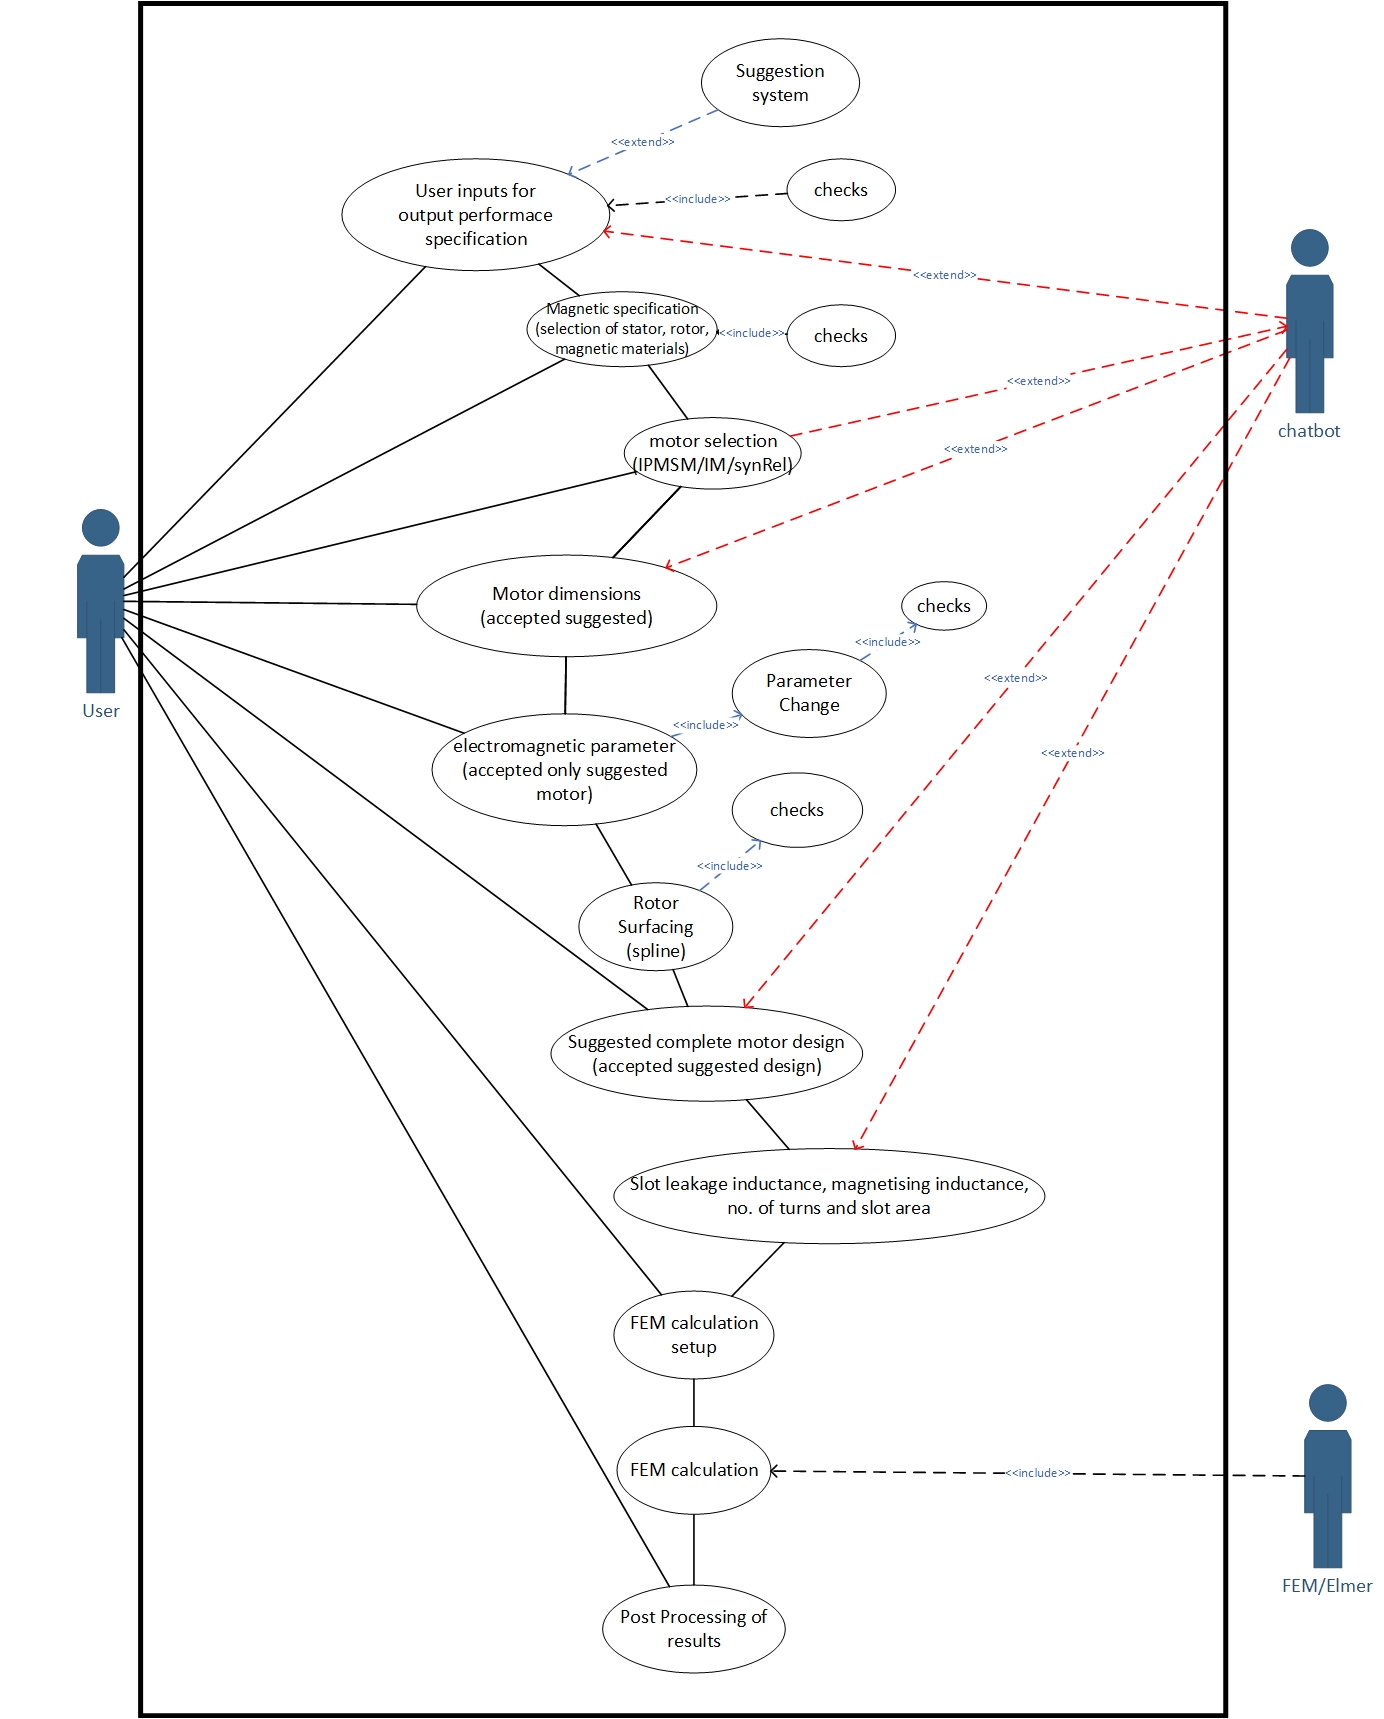 Suggestion
system
<<extend>>
User inputs for
output performace
specification
<<include>>
checks
<<extend>>
Magnetic specification
(selection of stator, rotor,
magnetic materials)
<<include>>
checks
<<extend>>
chatbot
motor selection
(IPMSM/IM/synRel)
<<extend>>
Motor dimensions
(accepted suggested)
checks
<<include>>
<<extend>>
Parameter
Change
User
<<include>>
electromagnetic parameter
(accepted only suggested
motor)
<<extend>>
checks
<<include>>
Rotor
Surfacing
(spline)
Suggested complete motor design
(accepted suggested design)
Slot leakage inductance, magnetising inductance,
no. of turns and slot area
FEM calculation
setup
FEM calculation
<<include>>
FEM/Elmer
Post Processing of
results